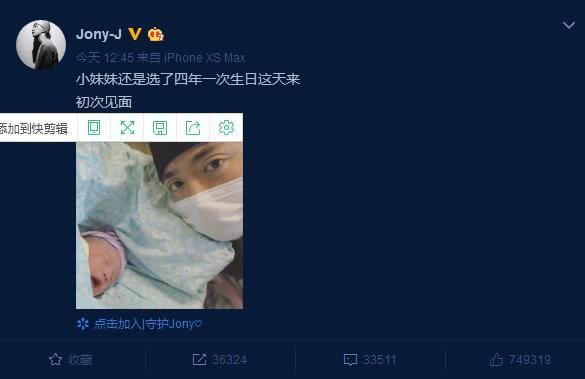 Jony-J
今天 12:45 来自 iPhone XS Max
小妹妹还是选了四年一次生日这天来
初次见面
添加到快剪辑
点击加入|守护Jony♡
收藏
36324
33511
749319